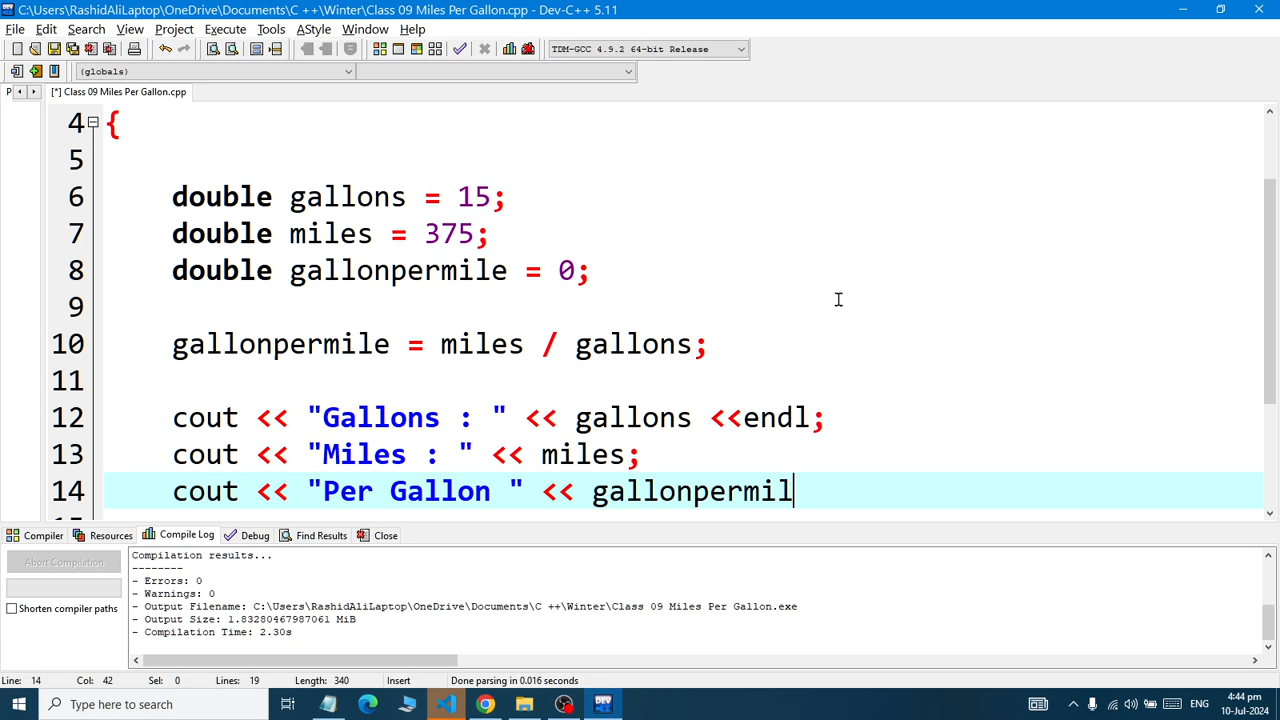 C:\Users\RashidAliLaptop\OneDrive\Documents\C ++\Winter\Class 09 Miles Per Gallon.cpp - Dev-C++ 5.11
File Edit Search View Project Execute Tools AStyle Window Help
TDM-GCC 4.9.2 64-bit Release
(globals)
P [*] Class 09 Miles Per Gallon.cpp
4 {
5
6 double gallons = 15;
7 double miles = 375;
8 double gallonpermile = 0;
9
10 gallonpermile = miles / gallons;
11
12 cout << "Gallons : " << gallons <<endl;
13 cout << "Miles : " << miles;
14 cout << "Per Gallon " << gallonpermil
Compiler Resources Compile Log Debug Find Results Close
Abort Compilation
Shorten compiler paths
Compilation results...
--------
- Errors: 0
- Warnings: 0
- Output Filename: C:\Users\RashidAliLaptop\OneDrive\Documents\C ++\Winter\Class 09 Miles Per Gallon.exe
- Output Size: 1.83280467987061 MiB
- Compilation Time: 2.30s
Line: 14 Col: 42 Sel: 0 Lines: 19 Length: 340 Insert Done parsing in 0.016 seconds
Type here to search
ENG
4:44 pm
10-Jul-2024